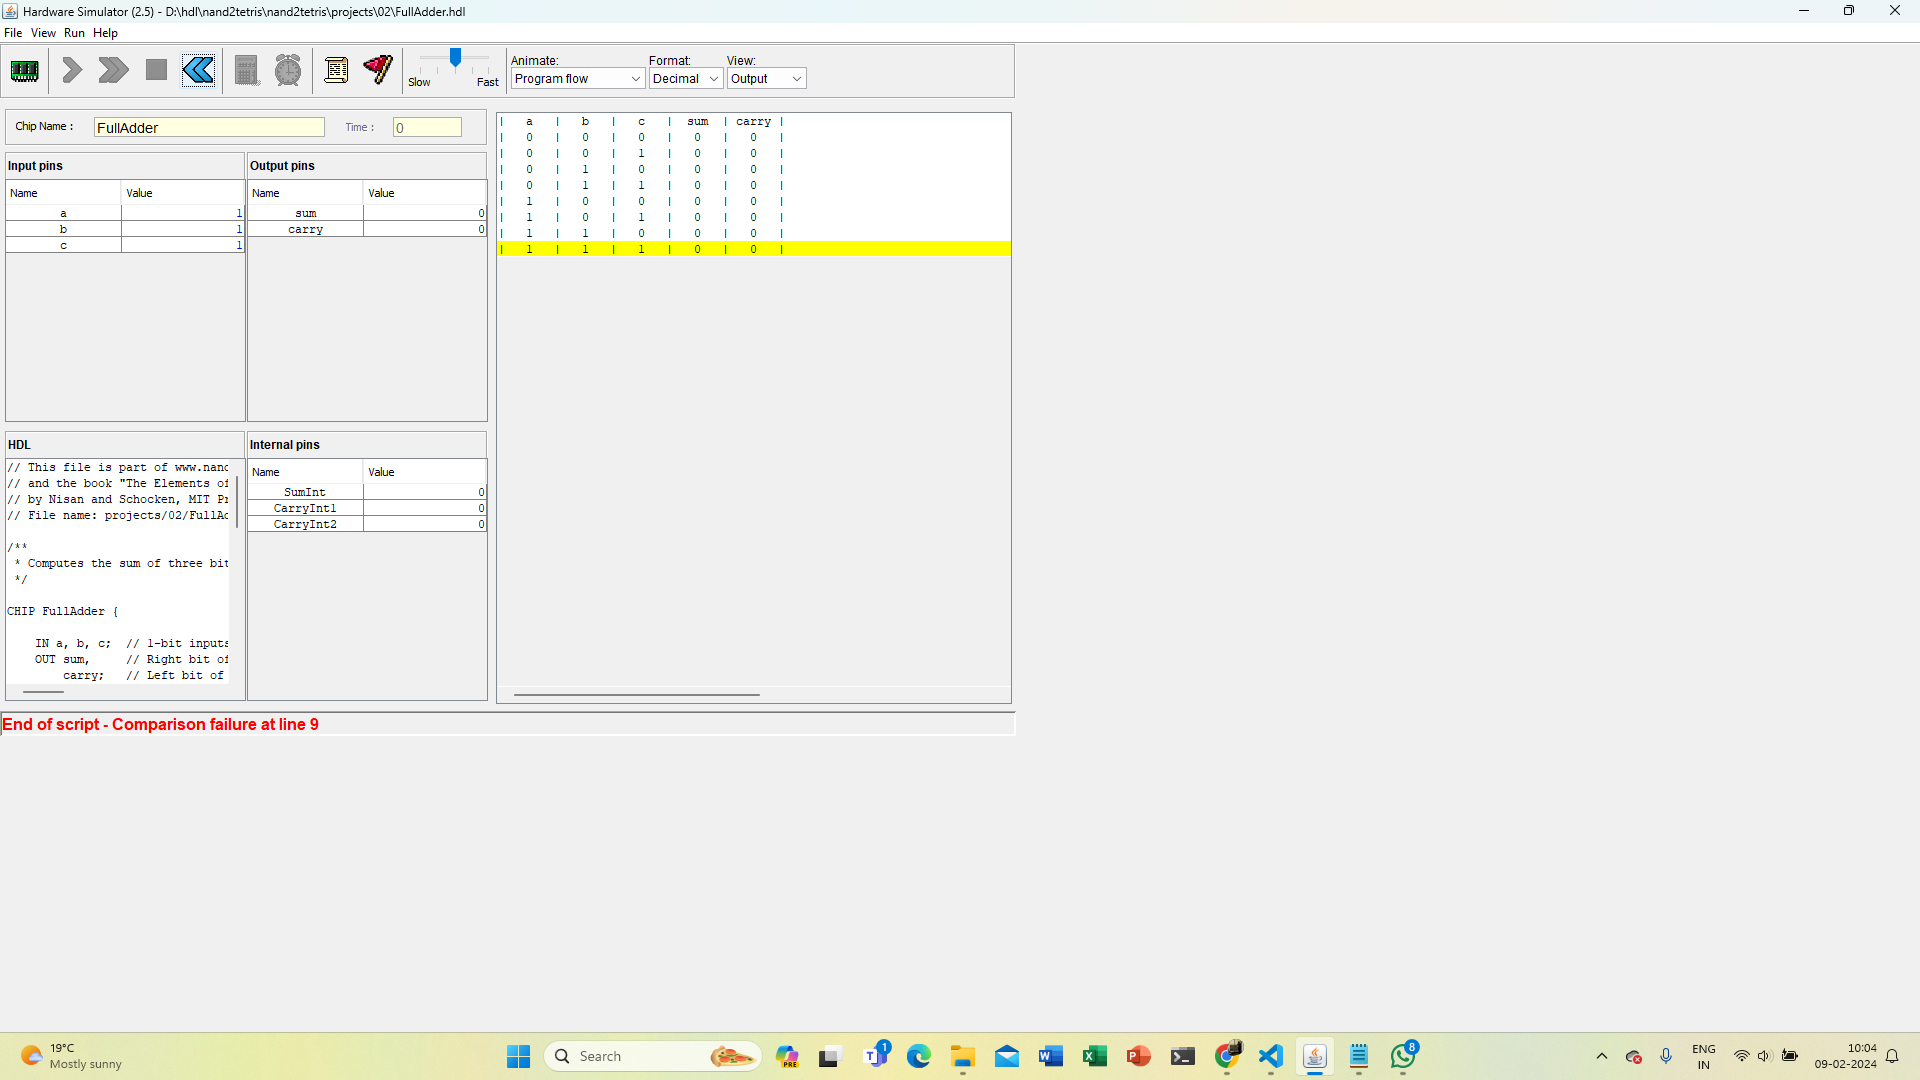 Hardware Simulator (2.5) - D:\hdl\nand2tetris\nand2tetris\projects\02\FullAdder.hdl
File View Run Help
Slow Fast
Animate: Format: View:
Program flow Decimal Output
Chip Name : FullAdder Time : 0
Input pins
Name Value
a 1
b 1
c 1
Output pins
Name Value
sum 0
carry 0
| a | b | c | sum | carry |
| 0 | 0 | 0 | 0 | 0 |
| 0 | 0 | 1 | 0 | 0 |
| 0 | 1 | 0 | 0 | 0 |
| 0 | 1 | 1 | 0 | 0 |
| 1 | 0 | 0 | 0 | 0 |
| 1 | 0 | 1 | 0 | 0 |
| 1 | 1 | 0 | 0 | 0 |
| 1 | 1 | 1 | 0 | 0 |
HDL
// This file is part of www.nand
// and the book "The Elements of
// by Nisan and Schocken, MIT Pr
// File name: projects/02/FullAd
/**
* Computes the sum of three bit
*/
CHIP FullAdder {
IN a, b, c; // 1-bit inputs
OUT sum, // Right bit of
carry; // Left bit of
Internal pins
Name Value
SumInt 0
CarryInt1 0
CarryInt2 0
End of script - Comparison failure at line 9
19°C
Mostly sunny
Search
PRE
1
8
ENG
IN
10:04
09-02-2024